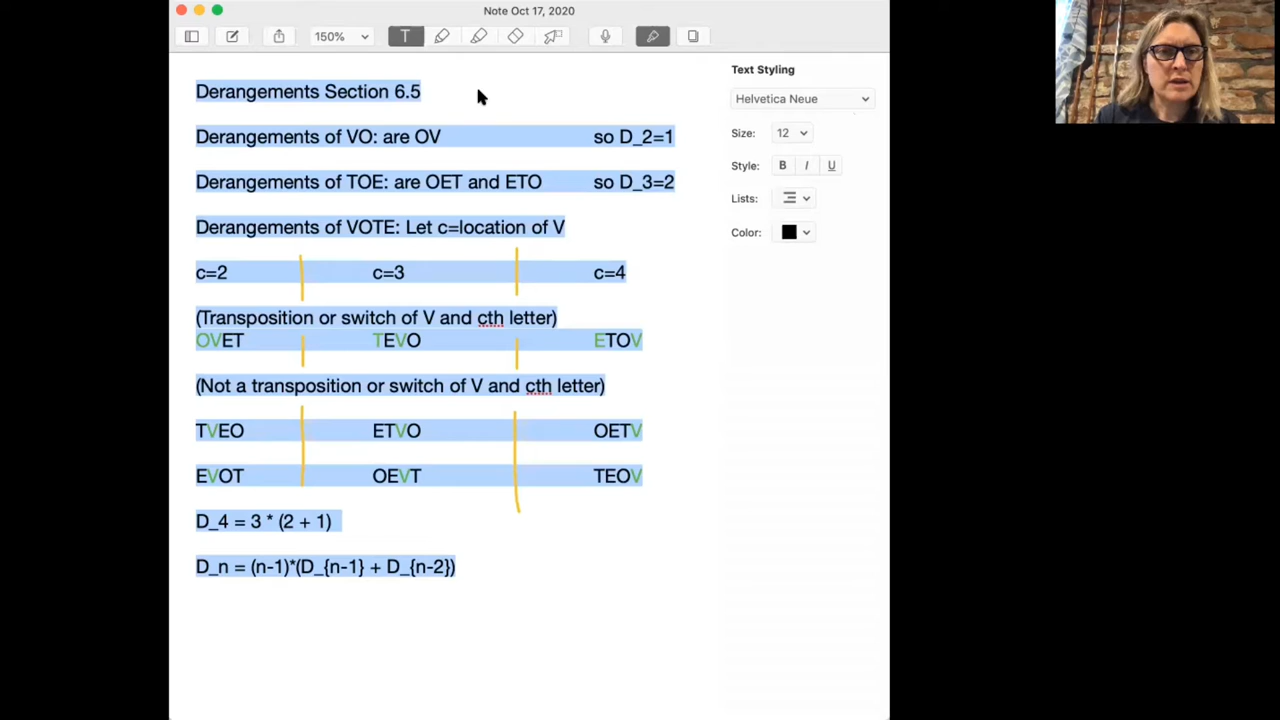 Note Oct 17, 2020
150%
T
Text Styling
Derangements Section 6.5
Helvetica Neue
Derangements of VO: are OV so D_2=1
Size: 12
Style: B I U
Derangements of TOE: are OET and ETO so D_3=2
Lists:
Derangements of VOTE: Let c=location of V
Color:
c=2 c=3 c=4
(Transposition or switch of V and cth letter)
OVET TEVO ETOV
(Not a transposition or switch of V and cth letter)
TVEO ETVO OETV
EVOT OEVT TEOV
D_4 = 3 * (2 + 1)
D_n = (n-1)*(D_{n-1} + D_{n-2})